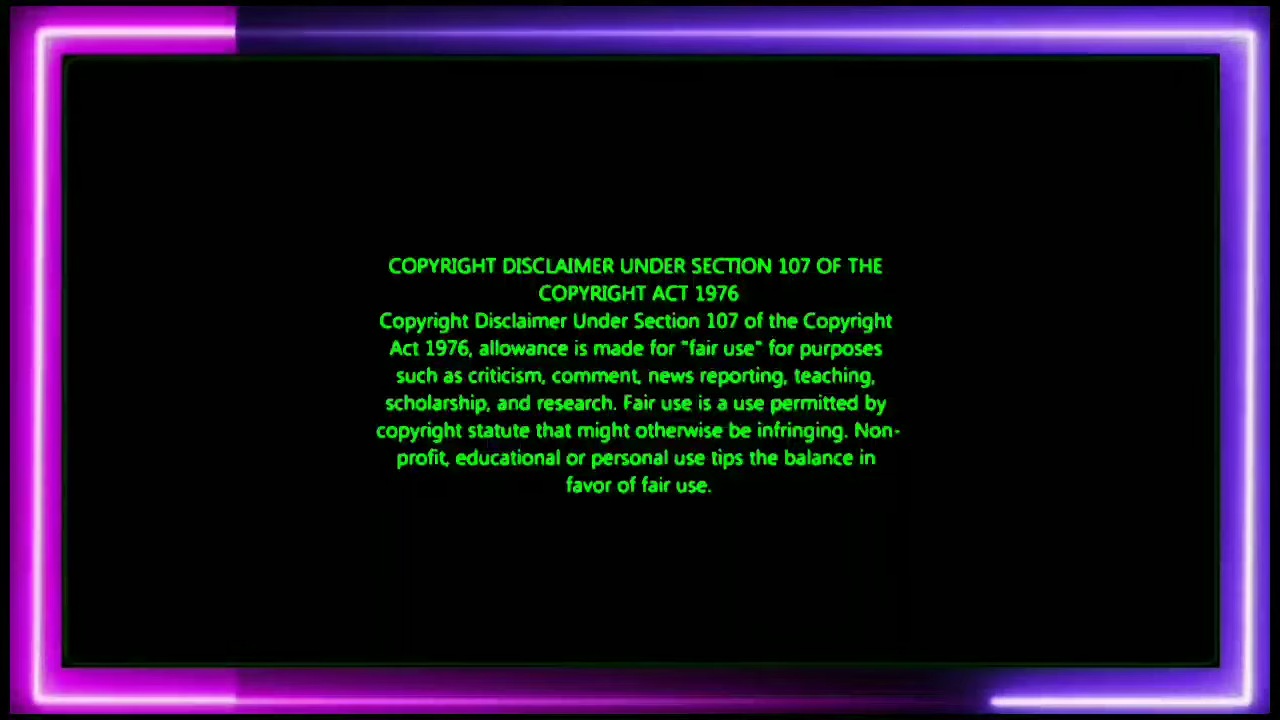 COPYRIGHT DISCLAIMER UNDER SECTION 107 OF THE
COPYRIGHT ACT 1976
Copyright Disclaimer Under Section 107 of the Copyright
Act 1976, allowance is made for "fair use" for purposes
such as criticism, comment, news reporting, teaching,
scholarship, and research. Fair use is a use permitted by
copyright statute that might otherwise be infringing. Non-
profit, educational or personal use tips the balance in
favor of fair use.